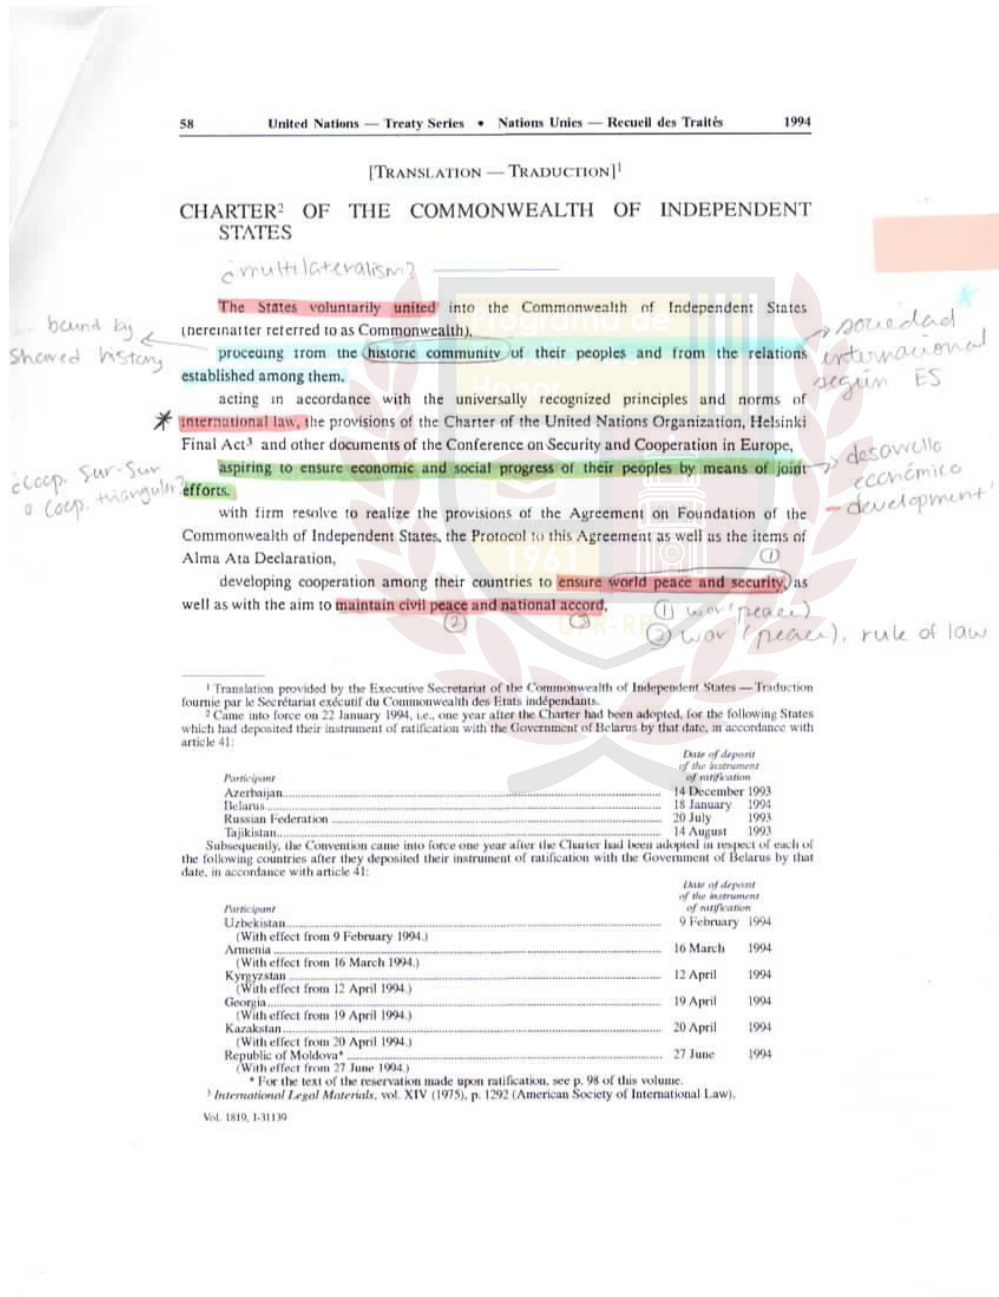 58 United Nations — Treaty Series • Nations Unies — Recueil des Traités 1994
[TRANSLATION — TRADUCTION]1
CHARTER2 OF THE COMMONWEALTH OF INDEPENDENT
STATES
¿multilateralism?
The States voluntarily united into the Commonwealth of Independent States
(hereinafter referred to as Commonwealth),
bound by
shared history
→ sociedad
internacional
según ES
proceding from the historic community of their peoples and from the relations
established among them,
acting in accordance with the universally recognized principles and norms of
* international law, the provisions of the Charter of the United Nations Organization, Helsinki
Final Act3 and other documents of the Conference on Security and Cooperation in Europe,
aspiring to ensure economic and social progress of their peoples by means of joint
efforts,
¿Coop. Sur-Sur
o Coop. triangular?
→ desarrollo
económico
- development
with firm resolve to realize the provisions of the Agreement on Foundation of the
Commonwealth of Independent States, the Protocol to this Agreement as well as the items of
Alma Ata Declaration,
①
developing cooperation among their countries to ensure world peace and security, as
well as with the aim to maintain civil peace and national accord,
② ③
① war (peace)
② war (peace), rule of law
Programa de
Honor
1961
UPR-RP
1 Translation provided by the Executive Secretariat of the Commonwealth of Independent States — Traduction
fournie par le Secrétariat exécutif du Commonwealth des Etats indépendants.
2 Came into force on 22 January 1994, i.e., one year after the Charter had been adopted, for the following States
which had deposited their instrument of ratification with the Government of Belarus by that date, in accordance with
article 41:
Date of deposit
of the instrument
Participant of ratification
Azerbaijan 14 December 1993
Belarus 18 January 1994
Russian Federation 20 July 1993
Tajikistan 14 August 1993
Subsequently, the Convention came into force one year after the Charter had been adopted in respect of each of
the following countries after they deposited their instrument of ratification with the Government of Belarus by that
date, in accordance with article 41:
Date of deposit
of the instrument
Participant of ratification
Uzbekistan 9 February 1994
(With effect from 9 February 1994.)
Armenia 16 March 1994
(With effect from 16 March 1994.)
Kyrgyzstan 12 April 1994
(With effect from 12 April 1994.)
Georgia 19 April 1994
(With effect from 19 April 1994.)
Kazakstan 20 April 1994
(With effect from 20 April 1994.)
Republic of Moldova* 27 June 1994
(With effect from 27 June 1994.)
* For the text of the reservation made upon ratification, see p. 98 of this volume.
3 International Legal Materials, vol. XIV (1975), p. 1292 (American Society of International Law).
Vol. 1819, I-31139